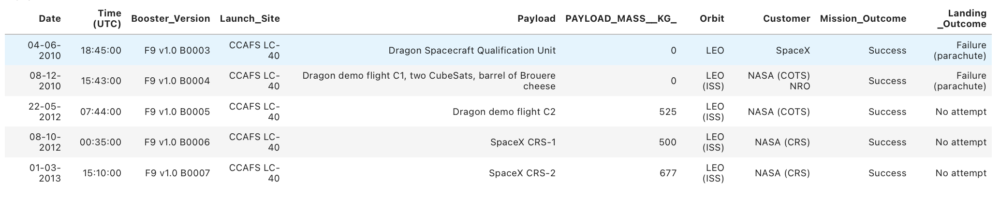 Date Time (UTC) Booster_Version Launch_Site Payload PAYLOAD_MASS__KG_ Orbit Customer Mission_Outcome Landing _Outcome
04-06-2010 18:45:00 F9 v1.0 B0003 CCAFS LC-40 Dragon Spacecraft Qualification Unit 0 LEO SpaceX Success Failure (parachute)
08-12-2010 15:43:00 F9 v1.0 B0004 CCAFS LC-40 Dragon demo flight C1, two CubeSats, barrel of Brouere cheese 0 LEO (ISS) NASA (COTS) NRO Success Failure (parachute)
22-05-2012 07:44:00 F9 v1.0 B0005 CCAFS LC-40 Dragon demo flight C2 525 LEO (ISS) NASA (COTS) Success No attempt
08-10-2012 00:35:00 F9 v1.0 B0006 CCAFS LC-40 SpaceX CRS-1 500 LEO (ISS) NASA (CRS) Success No attempt
01-03-2013 15:10:00 F9 v1.0 B0007 CCAFS LC-40 SpaceX CRS-2 677 LEO (ISS) NASA (CRS) Success No attempt